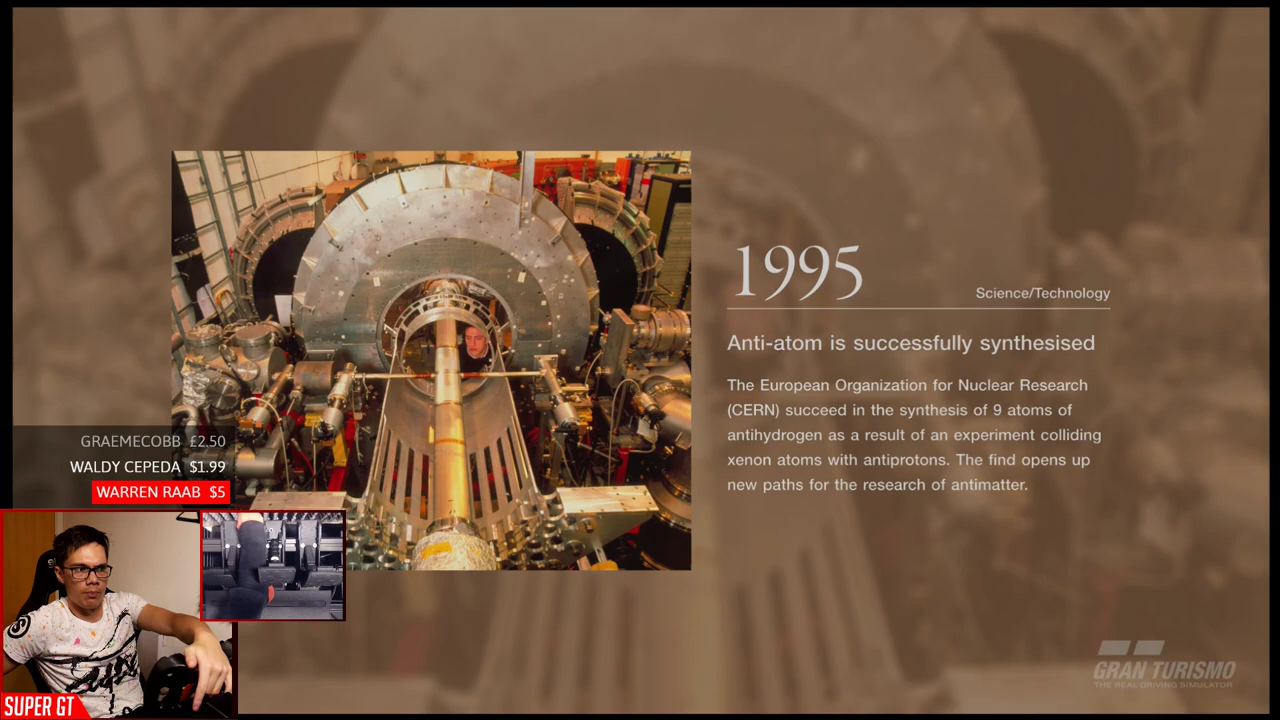 1995
Science/Technology
Anti-atom is successfully synthesised
The European Organization for Nuclear Research
(CERN) succeed in the synthesis of 9 atoms of
antihydrogen as a result of an experiment colliding
xenon atoms with antiprotons. The find opens up
new paths for the research of antimatter.
GRAEMECOBB £2.50
WALDY CEPEDA $1.99
WARREN RAAB $5
SUPER GT
GRAN TURISMO
THE REAL DRIVING SIMULATOR